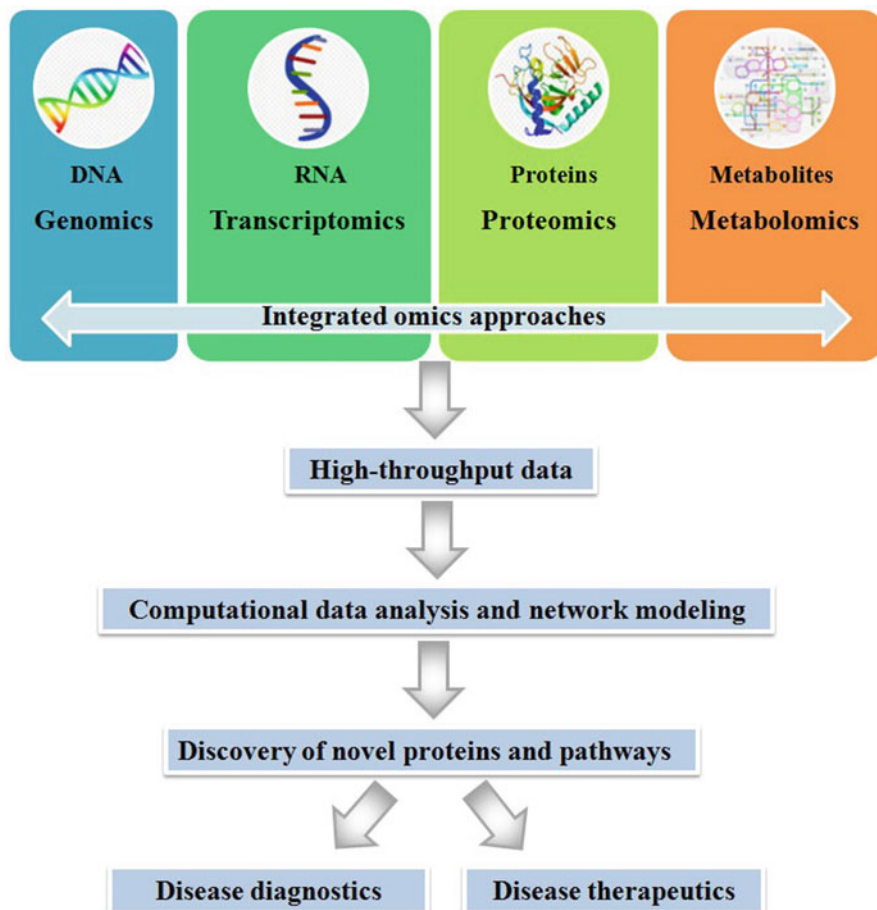 DNA
Genomics
RNA
Transcriptomics
Proteins
Proteomics
Metabolites
Metabolomics
Integrated omics approaches
High-throughput data
Computational data analysis and network modeling
Discovery of novel proteins and pathways
Disease diagnostics
Disease therapeutics